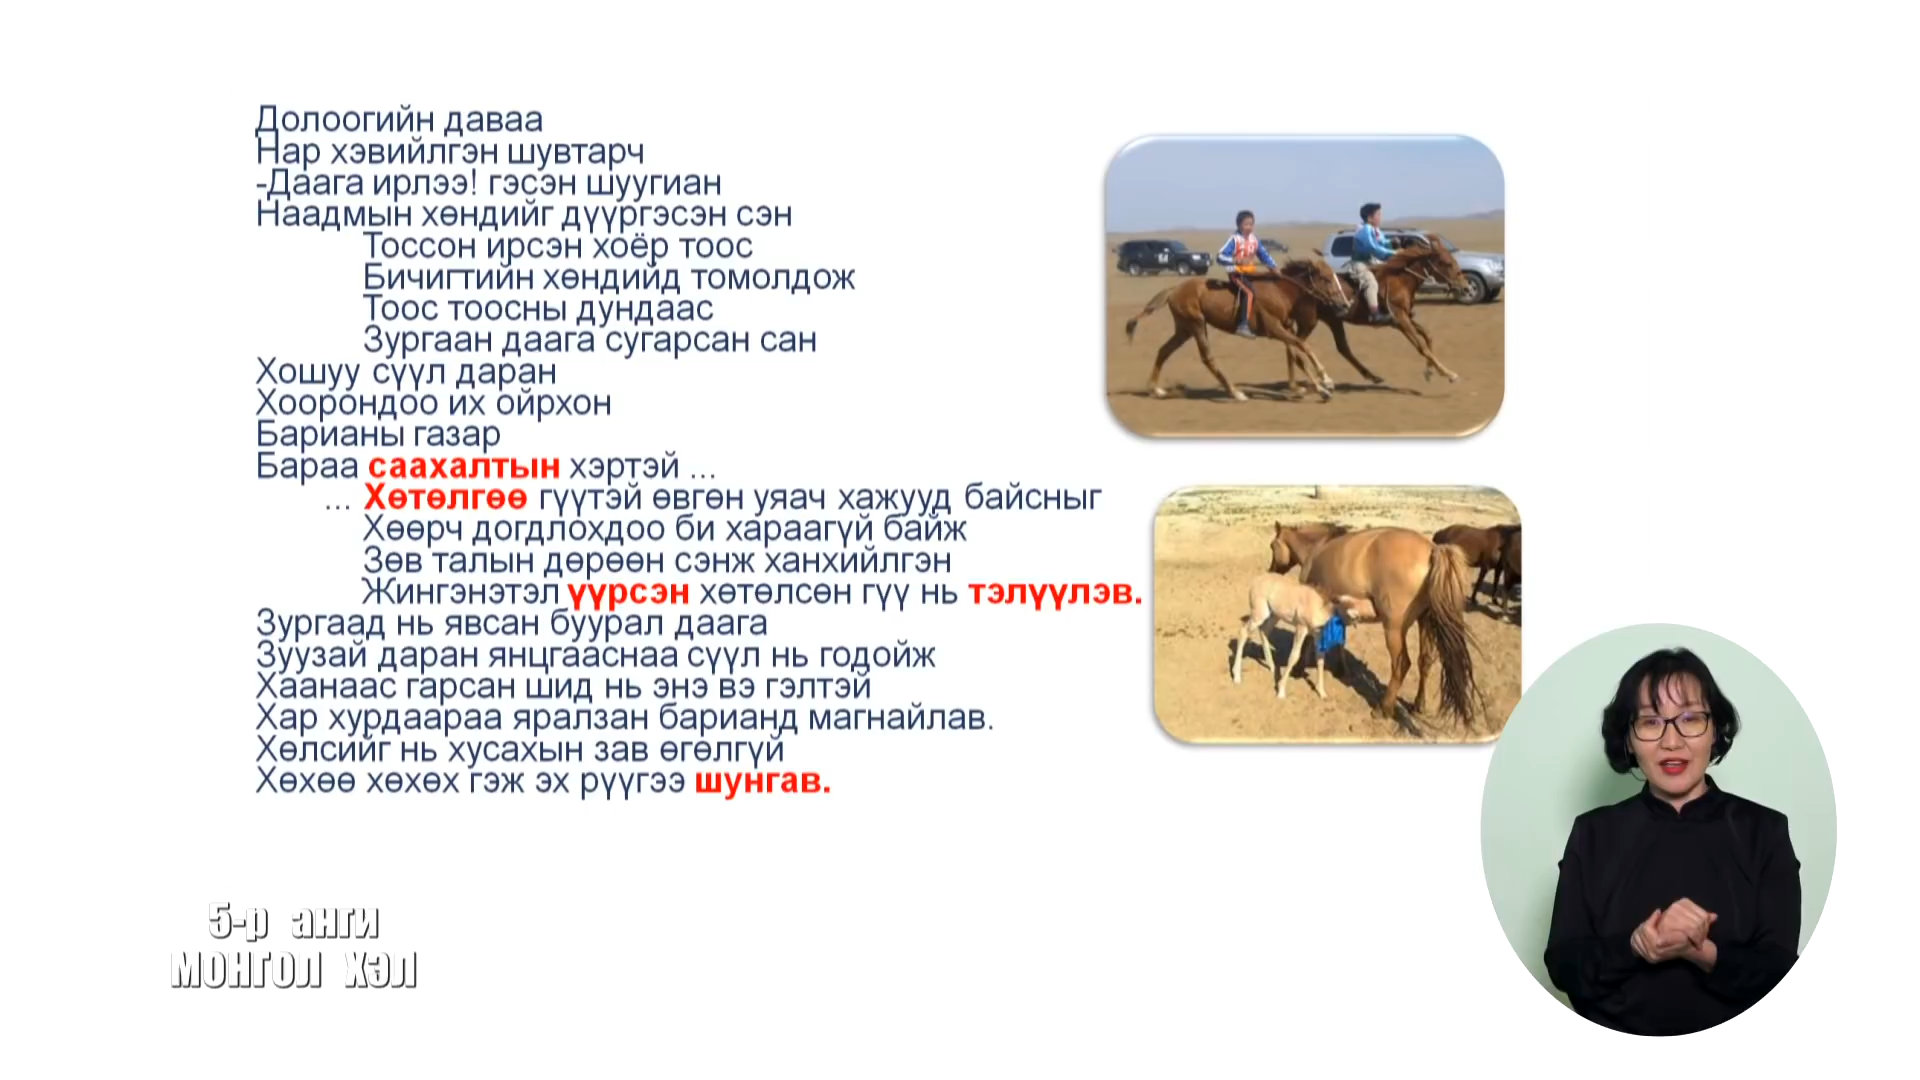 Долоогийн даваа
Нар хэвийлгэн шувтарч
-Даага ирлээ! гэсэн шуугиан
Наадмын хөндийг дүүргэсэн сэн
Тоссон ирсэн хоёр тоос
Бичигтийн хөндийд томолдож
Тоос тоосны дундаас
Зургаан даага сугарсан сан
Хошуу сүүл даран
Хоорондоо их ойрхон
Барианы газар
Бараа саахалтын хэртэй ...
... Хөтөлгөө гүүтэй өвгөн уяач хажууд байсныг
Хөөрч догдлохдоо би хараагүй байж
Зөв талын дөрөөн сэнж ханхийлгэн
Жингэнэтэл үүрсэн хөтөлсөн гүү нь тэлүүлэв.
Зургаад нь явсан буурал даага
Зуузай даран янцгааснаа сүүл нь годойж
Хаанаас гарсан шид нь энэ вэ гэлтэй
Хар хурдаараа яралзан барианд магнайлав.
Хөлсийг нь хусахын зав өгөлгүй
Хөхөө хөхөх гэж эх рүүгээ шунгав.
5-р анги
МОНГОЛ ХЭЛ